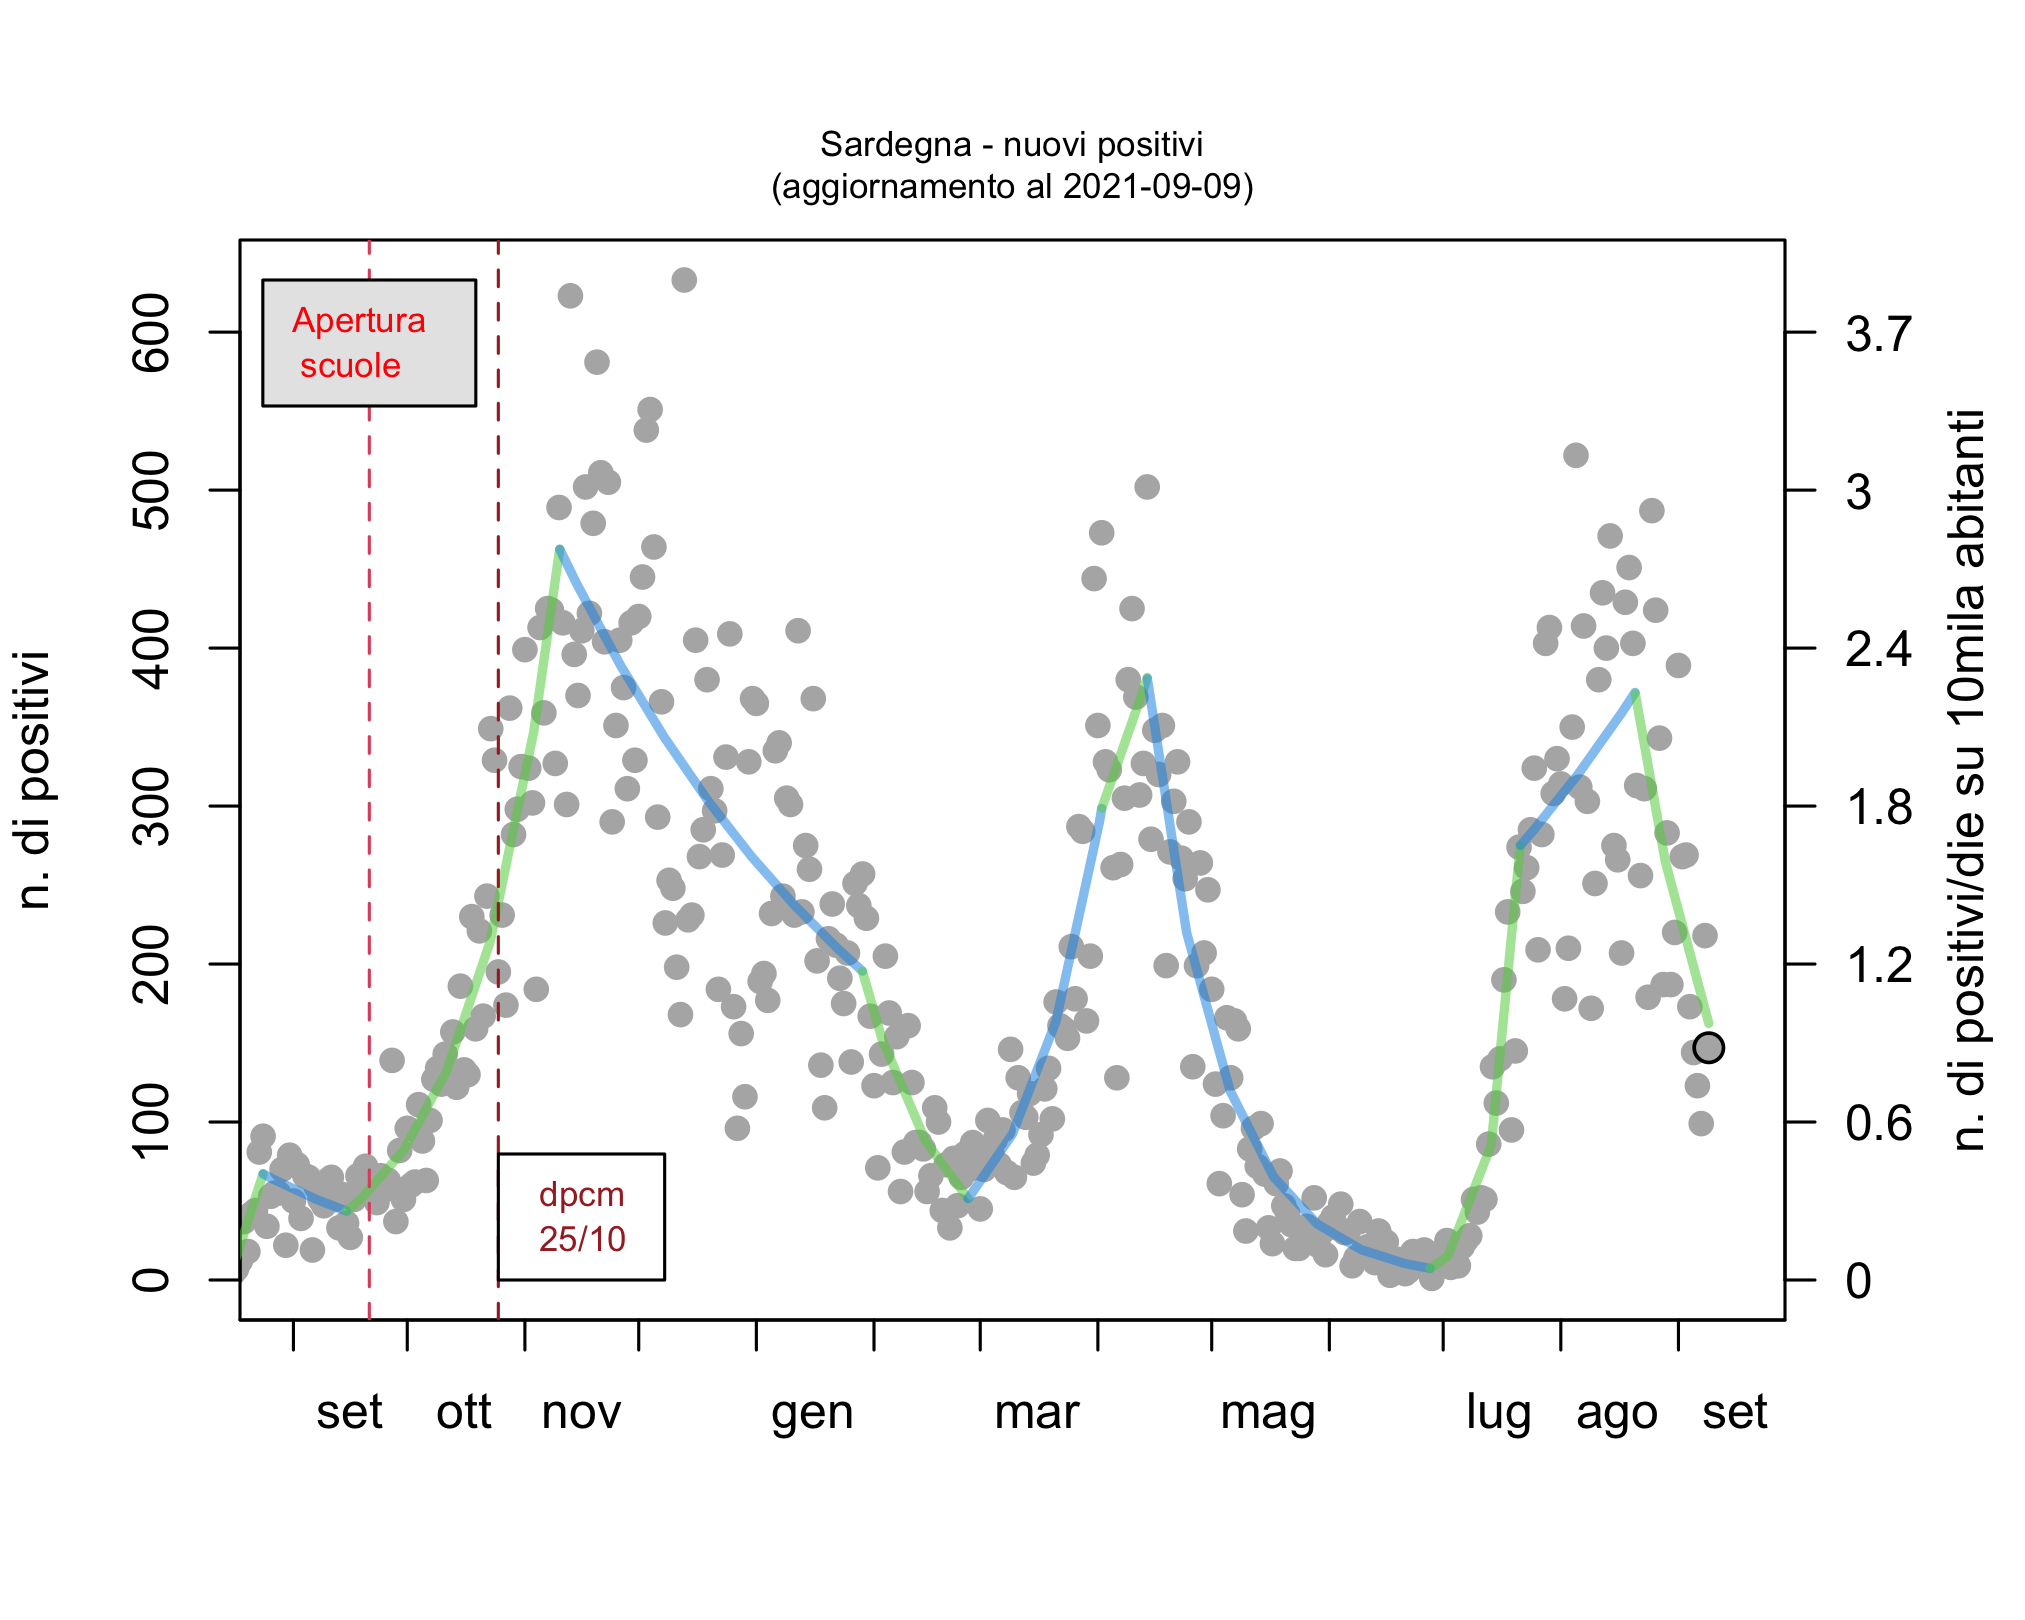 Sardegna - nuovi positivi
(aggiornamento al 2021-09-09)
Apertura
scuole
dpcm
25/10
n. di positivi
0
100
200
300
400
500
600
n. di positivi/die su 10mila abitanti
0
0.6
1.2
1.8
2.4
3
3.7
set ott nov gen mar mag lug ago set